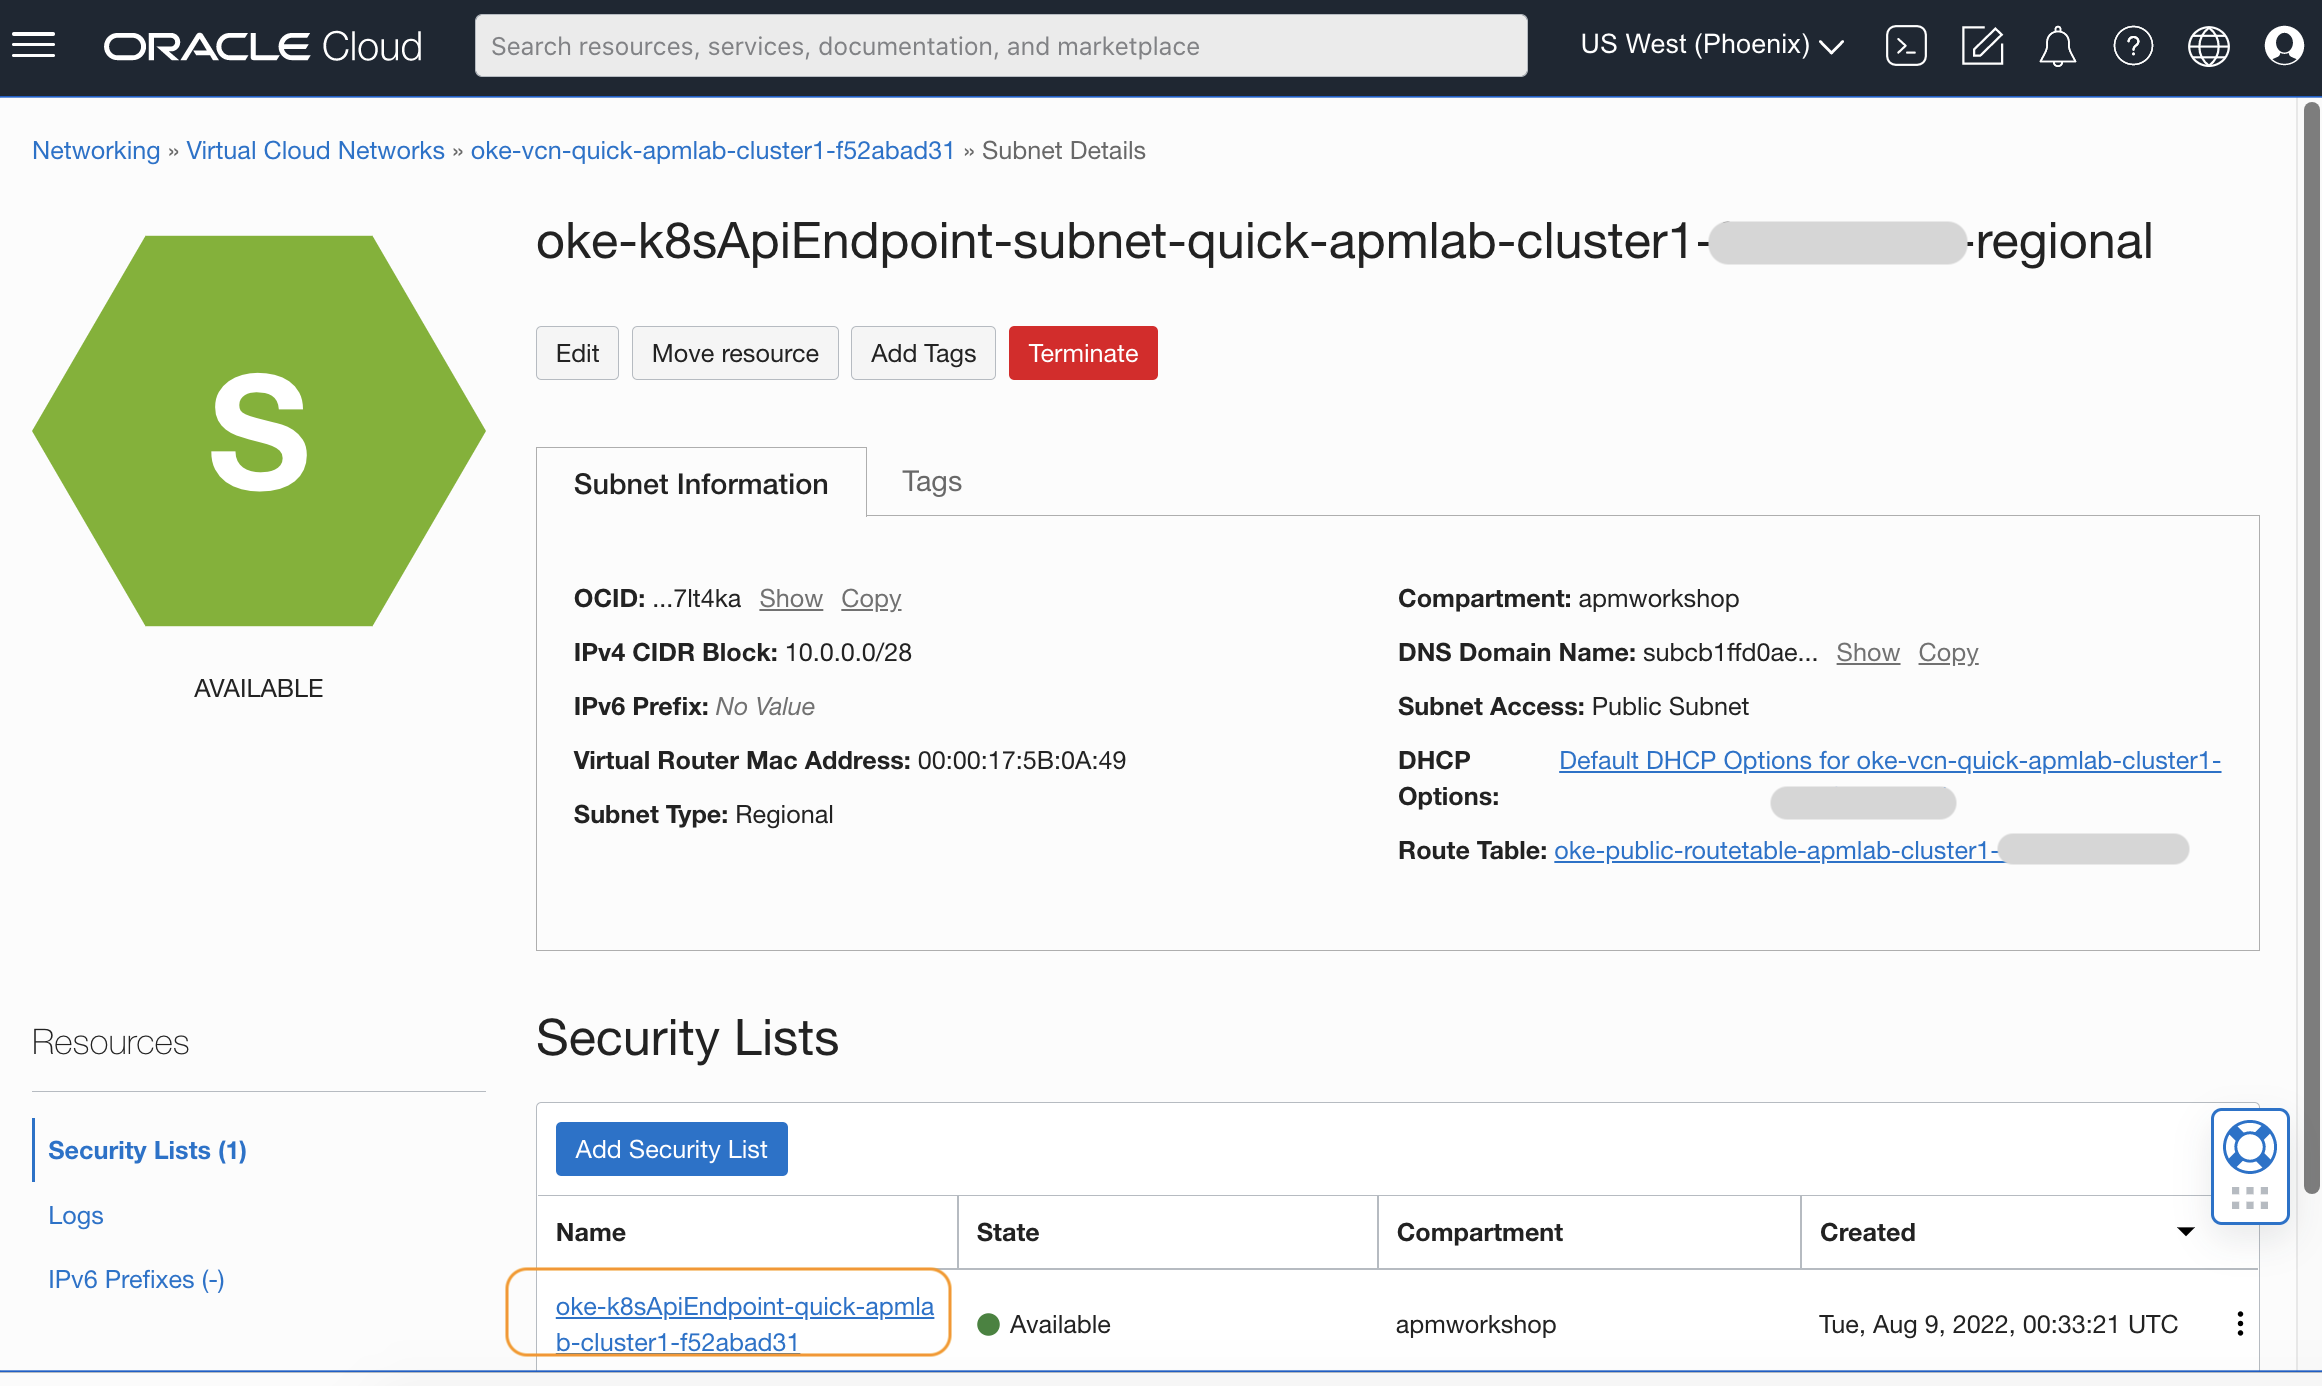 ORACLE Cloud
Search resources, services, documentation, and marketplace
US West (Phoenix)
Networking » Virtual Cloud Networks » oke-vcn-quick-apmlab-cluster1-f52abad31 » Subnet Details
S
AVAILABLE
oke-k8sApiEndpoint-subnet-quick-apmlab-cluster1- -regional
Edit Move resource Add Tags Terminate
Subnet Information Tags
OCID: ...7lt4ka Show Copy
IPv4 CIDR Block: 10.0.0.0/28
IPv6 Prefix: No Value
Virtual Router Mac Address: 00:00:17:5B:0A:49
Subnet Type: Regional
Compartment: apmworkshop
DNS Domain Name: subcb1ffd0ae... Show Copy
Subnet Access: Public Subnet
DHCP Options: Default DHCP Options for oke-vcn-quick-apmlab-cluster1-
Route Table: oke-public-routetable-apmlab-cluster1-
Resources
Security Lists (1)
Logs
IPv6 Prefixes (-)
Security Lists
Add Security List
Name State Compartment Created
oke-k8sApiEndpoint-quick-apmla
b-cluster1-f52abad31
Available apmworkshop Tue, Aug 9, 2022, 00:33:21 UTC